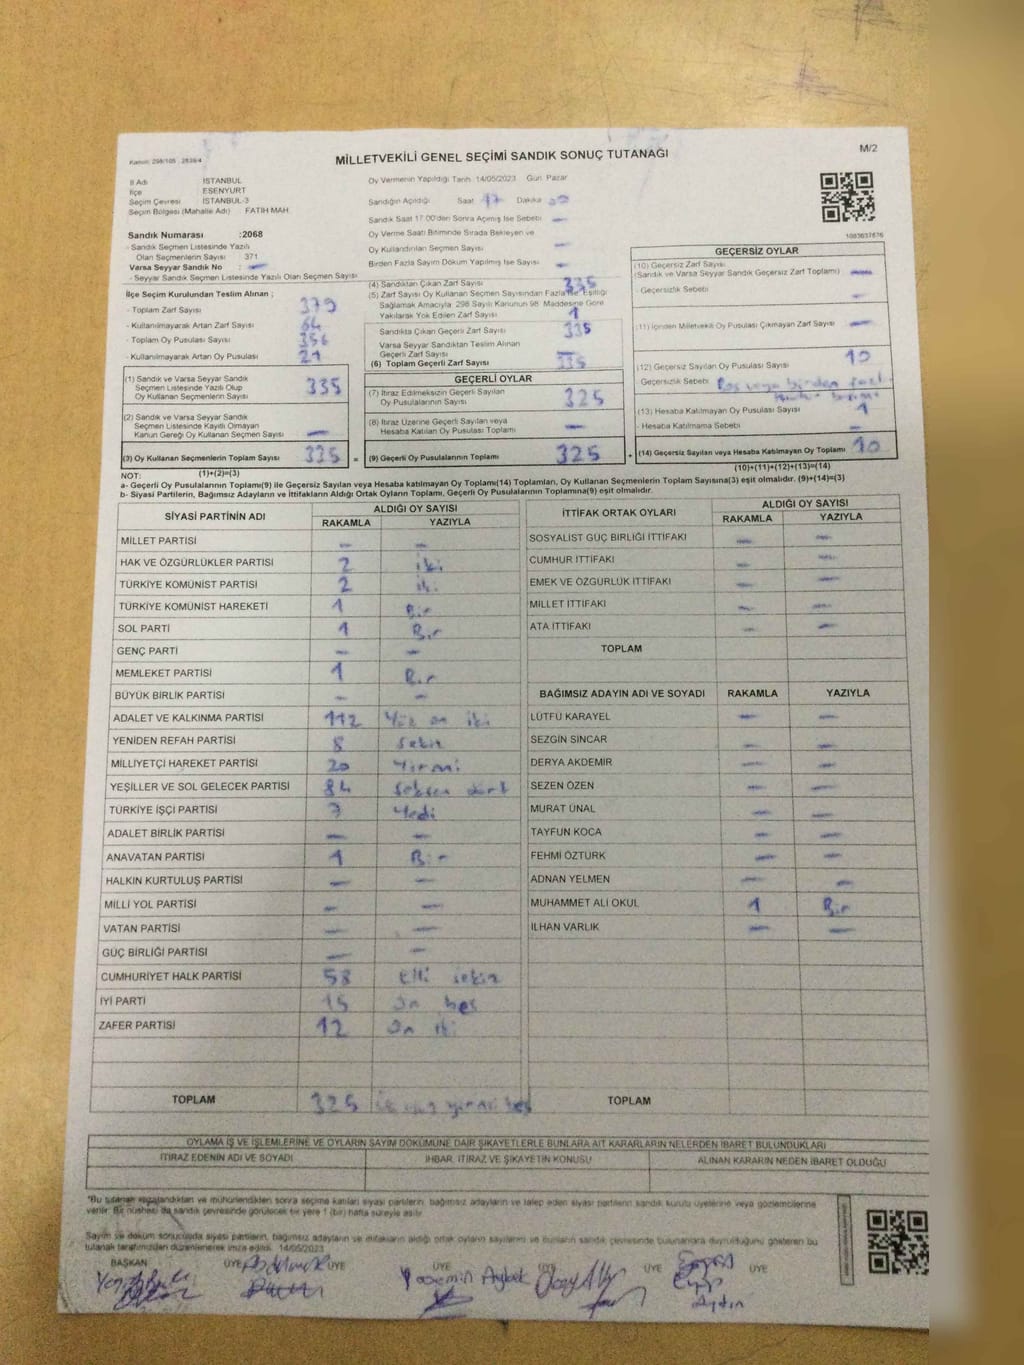 Kanun: 298/105 , 2839/4
MİLLETVEKİLİ GENEL SEÇİMİ SANDIK SONUÇ TUTANAĞI
M/2
İl Adı İSTANBUL
İlçe ESENYURT
Seçim Çevresi İSTANBUL-3
Seçim Bölgesi (Mahalle Adı) FATİH MAH
Sandık Numarası :2068
- Sandık Seçmen Listesinde Yazılı
Olan Seçmenlerin Sayısı 371
Varsa Seyyar Sandık No : -
- Seyyar Sandık Seçmen Listesinde Yazılı Olan Seçmen Sayısı
Oy Vermenin Yapıldığı Tarih 14/05/2023 Gün Pazar
Sandığın Açıldığı Saat 17 Dakika
Sandık Saat 17:00'den Sonra Açılmış İse Sebebi -
Oy Verme Saati Bitiminde Sırada Bekleyen ve
Oy Kullandırılan Seçmen Sayısı -
Birden Fazla Sayım Döküm Yapılmış İse Sayısı -
1083637676
İlçe Seçim Kurulundan Teslim Alınan ;
- Toplam Zarf Sayısı 379
- Kullanılmayarak Artan Zarf Sayısı 64
- Toplam Oy Pusulası Sayısı 356
- Kullanılmayarak Artan Oy Pusulası 21
(4) Sandıktan Çıkan Zarf Sayısı 335
(5) Zarf Sayısı Oy Kullanan Seçmen Sayısından Fazla İse, Eşitliği
Sağlamak Amacıyla 298 Sayılı Kanunun 98. Maddesine Göre
Yakılarak Yok Edilen Zarf Sayısı 1
Sandıkta Çıkan Geçerli Zarf Sayısı 335
Varsa Seyyar Sandıktan Teslim Alınan
Geçerli Zarf Sayısı -
(6) Toplam Geçerli Zarf Sayısı 335
GEÇERSİZ OYLAR
(10) Geçersiz Zarf Sayısı
(Sandık ve Varsa Seyyar Sandık Geçersiz Zarf Toplamı) -
- Geçersizlik Sebebi -
(11) İçinden Milletvekili Oy Pusulası Çıkmayan Zarf Sayısı -
(12) Geçersiz Sayılan Oy Pusulası Sayısı 10
Geçersizlik Sebebi Boş veya birden fazla
(13) Hesaba Katılmayan Oy Pusulası Sayısı 1
- Hesaba Katılmama Sebebi -
(14) Geçersiz Sayılan veya Hesaba Katılmayan Oy Toplamı 10
(10)+(11)+(12)+(13)=(14)
(1) Sandık ve Varsa Seyyar Sandık
Seçmen Listesinde Yazılı Olup
Oy Kullanan Seçmenlerin Sayısı 335
(2) Sandık ve Varsa Seyyar Sandık
Seçmen Listesinde Kayıtlı Olmayan
Kanun Gereği Oy Kullanan Seçmen Sayısı -
(3) Oy Kullanan Seçmenlerin Toplam Sayısı 335 =
(1)+(2)=(3)
GEÇERLİ OYLAR
(7) İtiraz Edilmeksizin Geçerli Sayılan
Oy Pusulalarının Sayısı 325
(8) İtiraz Üzerine Geçerli Sayılan veya
Hesaba Katılan Oy Pusulası Toplamı -
(9) Geçerli Oy Pusulalarının Toplamı 325 +
NOT:
a- Geçerli Oy Pusulalarının Toplamı(9) ile Geçersiz Sayılan veya Hesaba katılmayan Oy Toplamı(14) Toplamları, Oy Kullanan Seçmenlerin Toplam Sayısına(3) eşit olmalıdır. (9)+(14)=(3)
b- Siyasi Partilerin, Bağımsız Adayların ve İttifakların Aldığı Ortak Oyların Toplamı, Geçerli Oy Pusulalarının Toplamına(9) eşit olmalıdır.
SİYASİ PARTİNİN ADI ALDIĞI OY SAYISI
RAKAMLA YAZIYLA
MİLLET PARTİSİ - -
HAK VE ÖZGÜRLÜKLER PARTİSİ 2 iki
TÜRKİYE KOMÜNİST PARTİSİ 2 iki
TÜRKİYE KOMÜNİST HAREKETİ 1 Bir
SOL PARTİ 1 Bir
GENÇ PARTİ - -
MEMLEKET PARTİSİ 1 Bir
BÜYÜK BİRLİK PARTİSİ - -
ADALET VE KALKINMA PARTİSİ 112 Yüz on iki
YENİDEN REFAH PARTİSİ 8 sekiz
MİLLİYETÇİ HAREKET PARTİSİ 20 Yirmi
YEŞİLLER VE SOL GELECEK PARTİSİ 84 seksen dört
TÜRKİYE İŞÇİ PARTİSİ 7 Yedi
ADALET BİRLİK PARTİSİ - -
ANAVATAN PARTİSİ 1 Bir
HALKIN KURTULUŞ PARTİSİ - -
MİLLİ YOL PARTİSİ - -
VATAN PARTİSİ - -
GÜÇ BİRLİĞİ PARTİSİ - -
CUMHURİYET HALK PARTİSİ 58 elli sekiz
İYİ PARTİ 15 On beş
ZAFER PARTİSİ 12 On iki
TOPLAM 325 üç yüz yirmi beş
İTTİFAK ORTAK OYLARI ALDIĞI OY SAYISI
RAKAMLA YAZIYLA
SOSYALİST GÜÇ BİRLİĞİ İTTİFAKI - -
CUMHUR İTTİFAKI - -
EMEK VE ÖZGÜRLÜK İTTİFAKI - -
MİLLET İTTİFAKI - -
ATA İTTİFAKI - -
TOPLAM
BAĞIMSIZ ADAYIN ADI VE SOYADI RAKAMLA YAZIYLA
LÜTFÜ KARAYEL - -
SEZGİN SİNCAR - -
DERYA AKDEMİR - -
SEZEN ÖZEN - -
MURAT ÜNAL - -
TAYFUN KOCA - -
FEHMİ ÖZTÜRK - -
ADNAN YELMEN - -
MUHAMMET ALİ OKUL 1 Bir
İLHAN VARLIK - -
TOPLAM
OYLAMA İŞ VE İŞLEMLERİNE VE OYLARIN SAYIM DÖKÜMÜNE DAİR ŞİKAYETLERLE BUNLARA AİT KARARLARIN NELERDEN İBARET BULUNDUKLARI
İTİRAZ EDENİN ADI VE SOYADI İHBAR, İTİRAZ VE ŞİKAYETİN KONUSU ALINAN KARARIN NEDEN İBARET OLDUĞU
"Bu tutanak imzalandıktan ve mühürlendikten sonra seçime katılan siyasi partilerin, bağımsız adayların ve talep eden siyasi partilerin sandık kurulu üyelerine veya gözlemcilerine
verilir. Bir nüshesi da sandık çevresinde görülecek bir yere 1 (bir) hafta süreyle asılır.
Sayım ve döküm sonucunda siyasi partilerin, bağımsız adayların ve ittifakların aldığı ortak oyların sayılarını ve bunların sandık çevresinde bulunanlara duyrulduğunu gösteren bu
tutanak tarafımızdan düzenlenerek imza edildi. 14/05/2023
BAŞKAN ÜYE ÜYE ÜYE ÜYE ÜYE ÜYE
Yasemin Aybek
Eyüp
Aydın